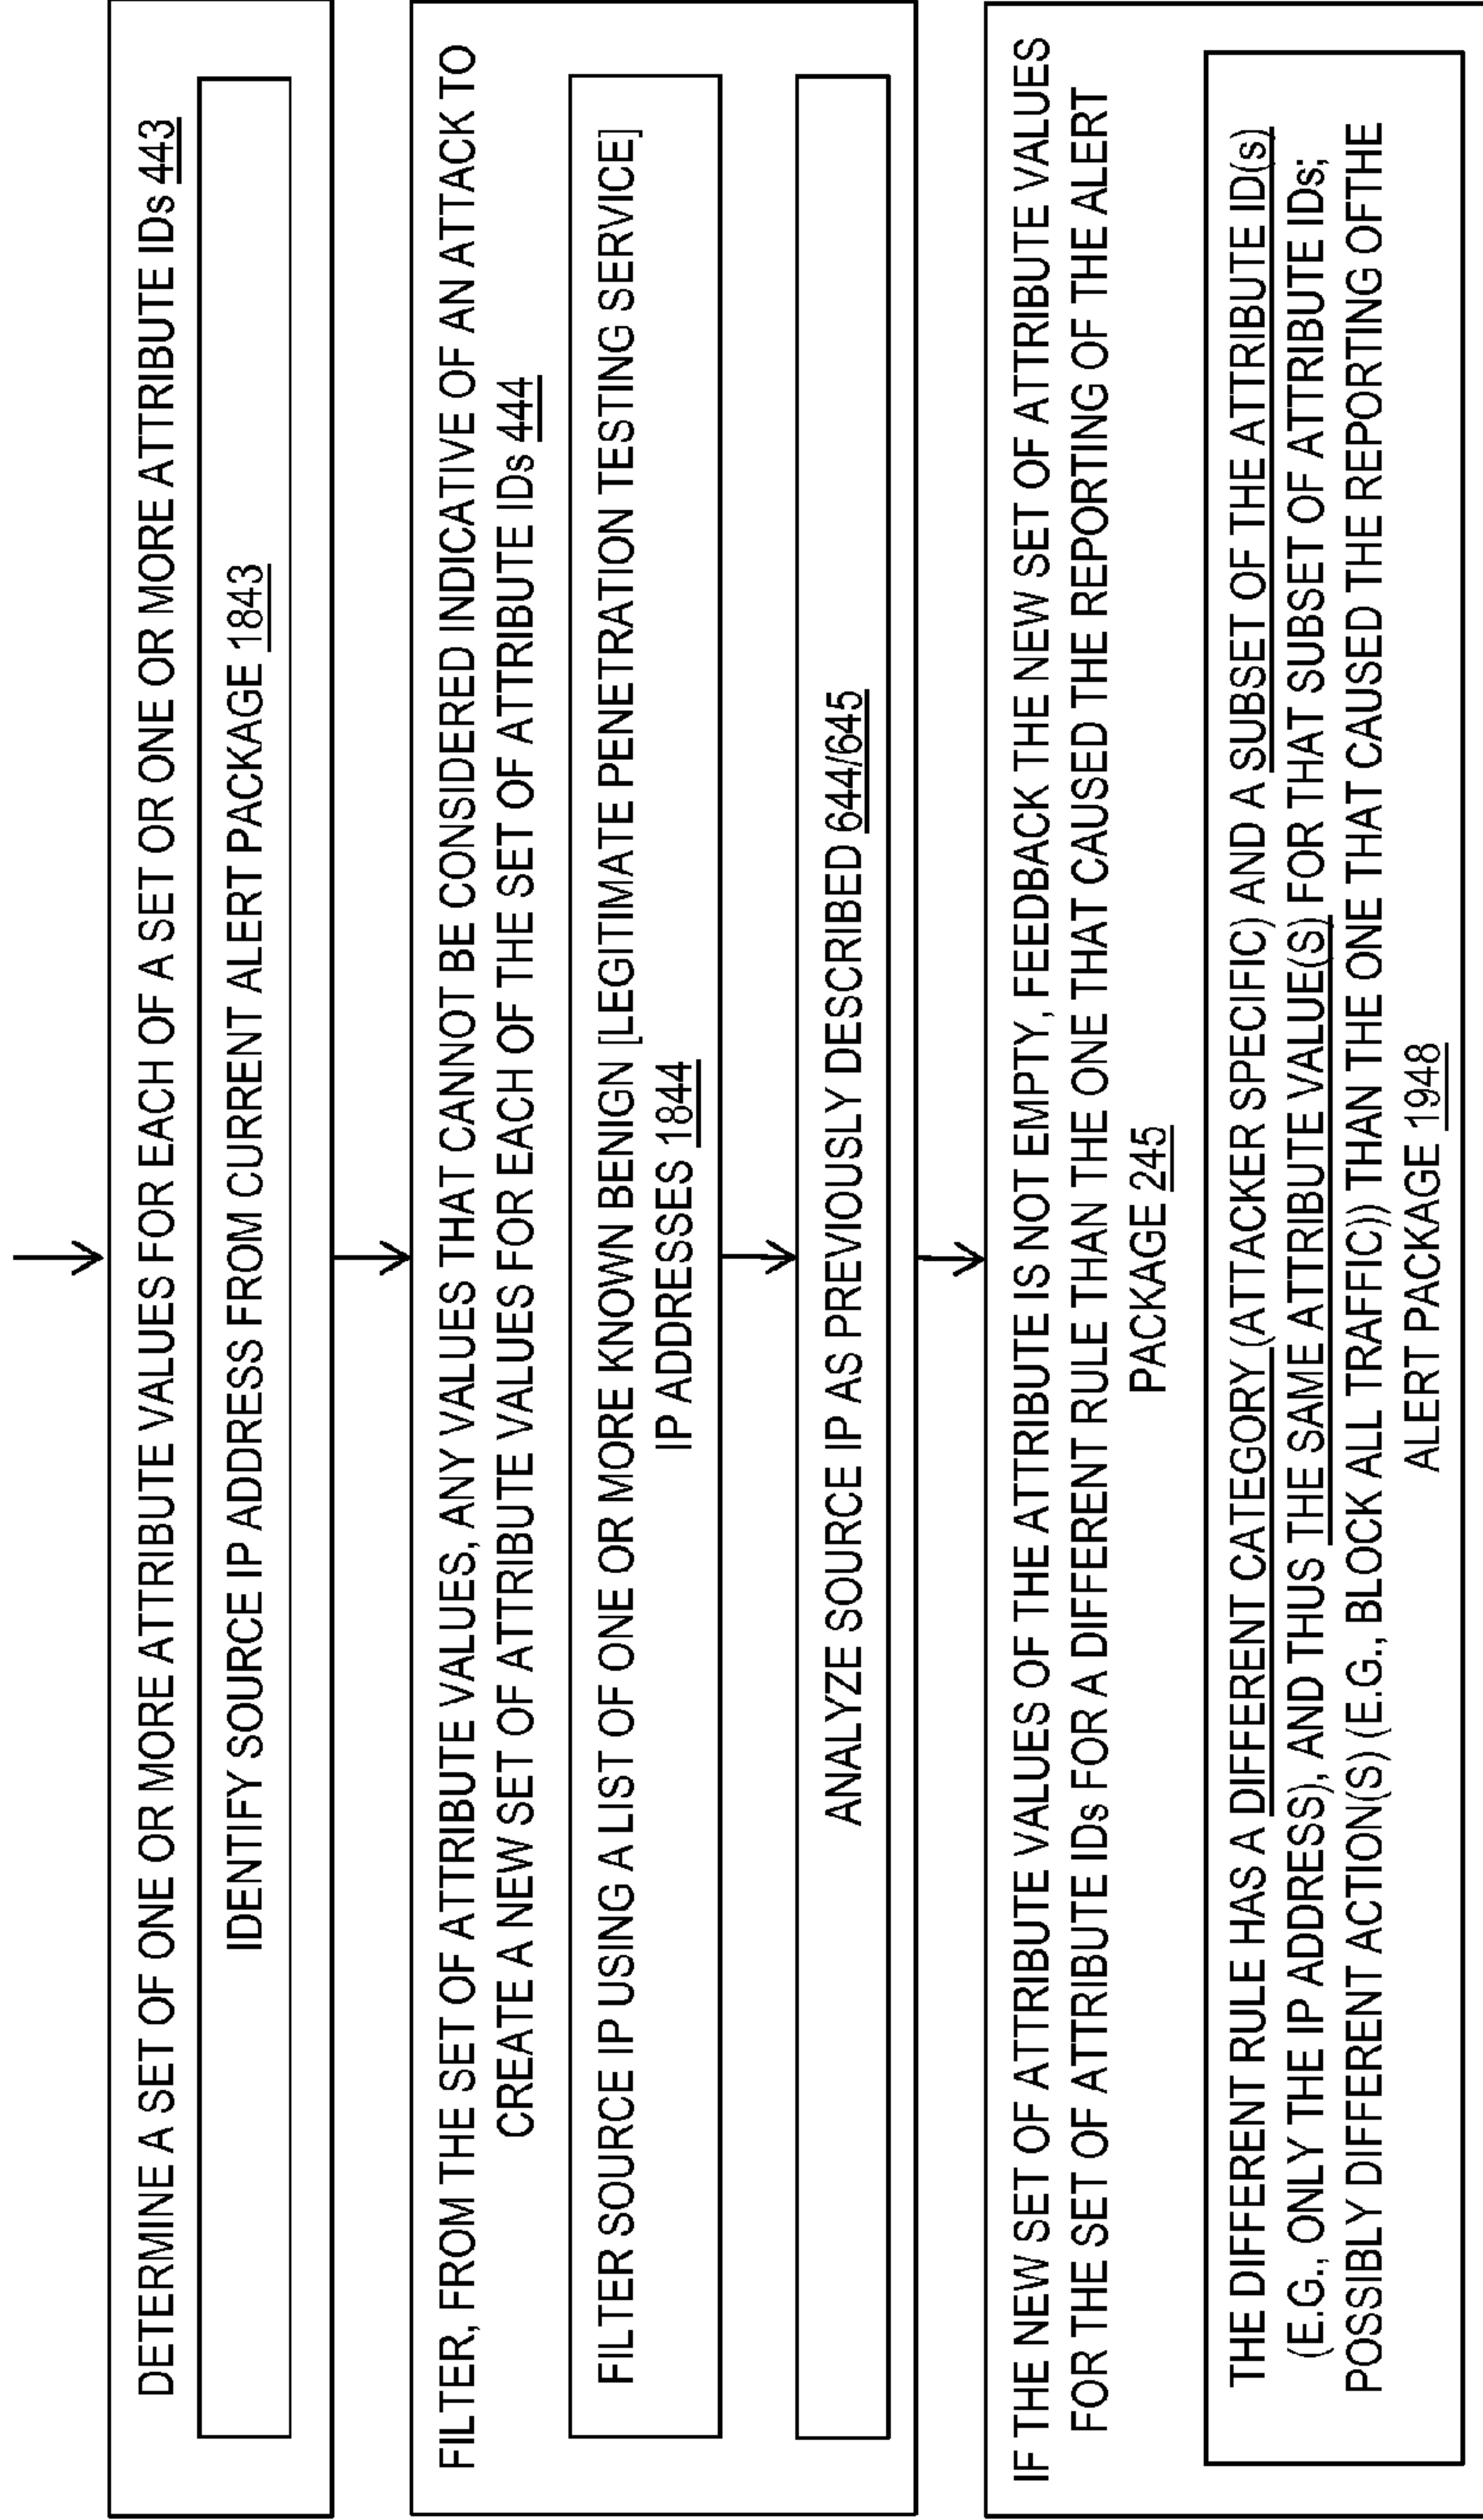 DETERMINE A SET OF ONE OR MORE ATTRIBUTE VALUES FOR EACH OF A SET OR ONE OR MORE ATTRIBUTE IDs 443
IDENTIFY SOURCE IP ADDRESS FROM CURRENT ALERT PACKAGE 1843
FILTER, FROM THE SET OF ATTRIBUTE VALUES, ANY VALUES THAT CANNOT BE CONSIDERED INDICATIVE OF AN ATTACK TO
CREATE A NEW SET OF ATTRIBUTE VALUES FOR EACH OF THE SET OF ATTRIBUTE IDs 444
FILTER SOURCE IP USING A LIST OF ONE OR MORE KNOWN BENIGN [LEGITIMATE PENETRATION TESTING SERVICE]
IP ADDRESSES 1844
ANALYZE SOURCE IP AS PREVIOUSLY DESCRIBED 644/645
IF THE NEW SET OF ATTRIBUTE VALUES OF THE ATTRIBUTE IS NOT EMPTY, FEEDBACK THE NEW SET OF ATTRIBUTE VALUES
FOR THE SET OF ATTRIBUTE IDs FOR A DIFFERENT RULE THAN THE ONE THAT CAUSED THE REPORTING OF THE ALERT
PACKAGE 245
THE DIFFERENT RULE HAS A DIFFERENT CATEGORY (ATTACKER SPECIFIC) AND A SUBSET OF THE ATTRIBUTE ID(s)
(E.G., ONLY THE IP ADDRESS), AND THUS THE SAME ATTRIBUTE VALUE(S) FOR THAT SUBSET OF ATTRIBUTE IDs;
POSSIBLY DIFFERENT ACTION(S) (E.G., BLOCK ALL TRAFFIC)) THAN THE ONE THAT CAUSED THE REPORTING OFTHE
ALERT PACKAGE 1948